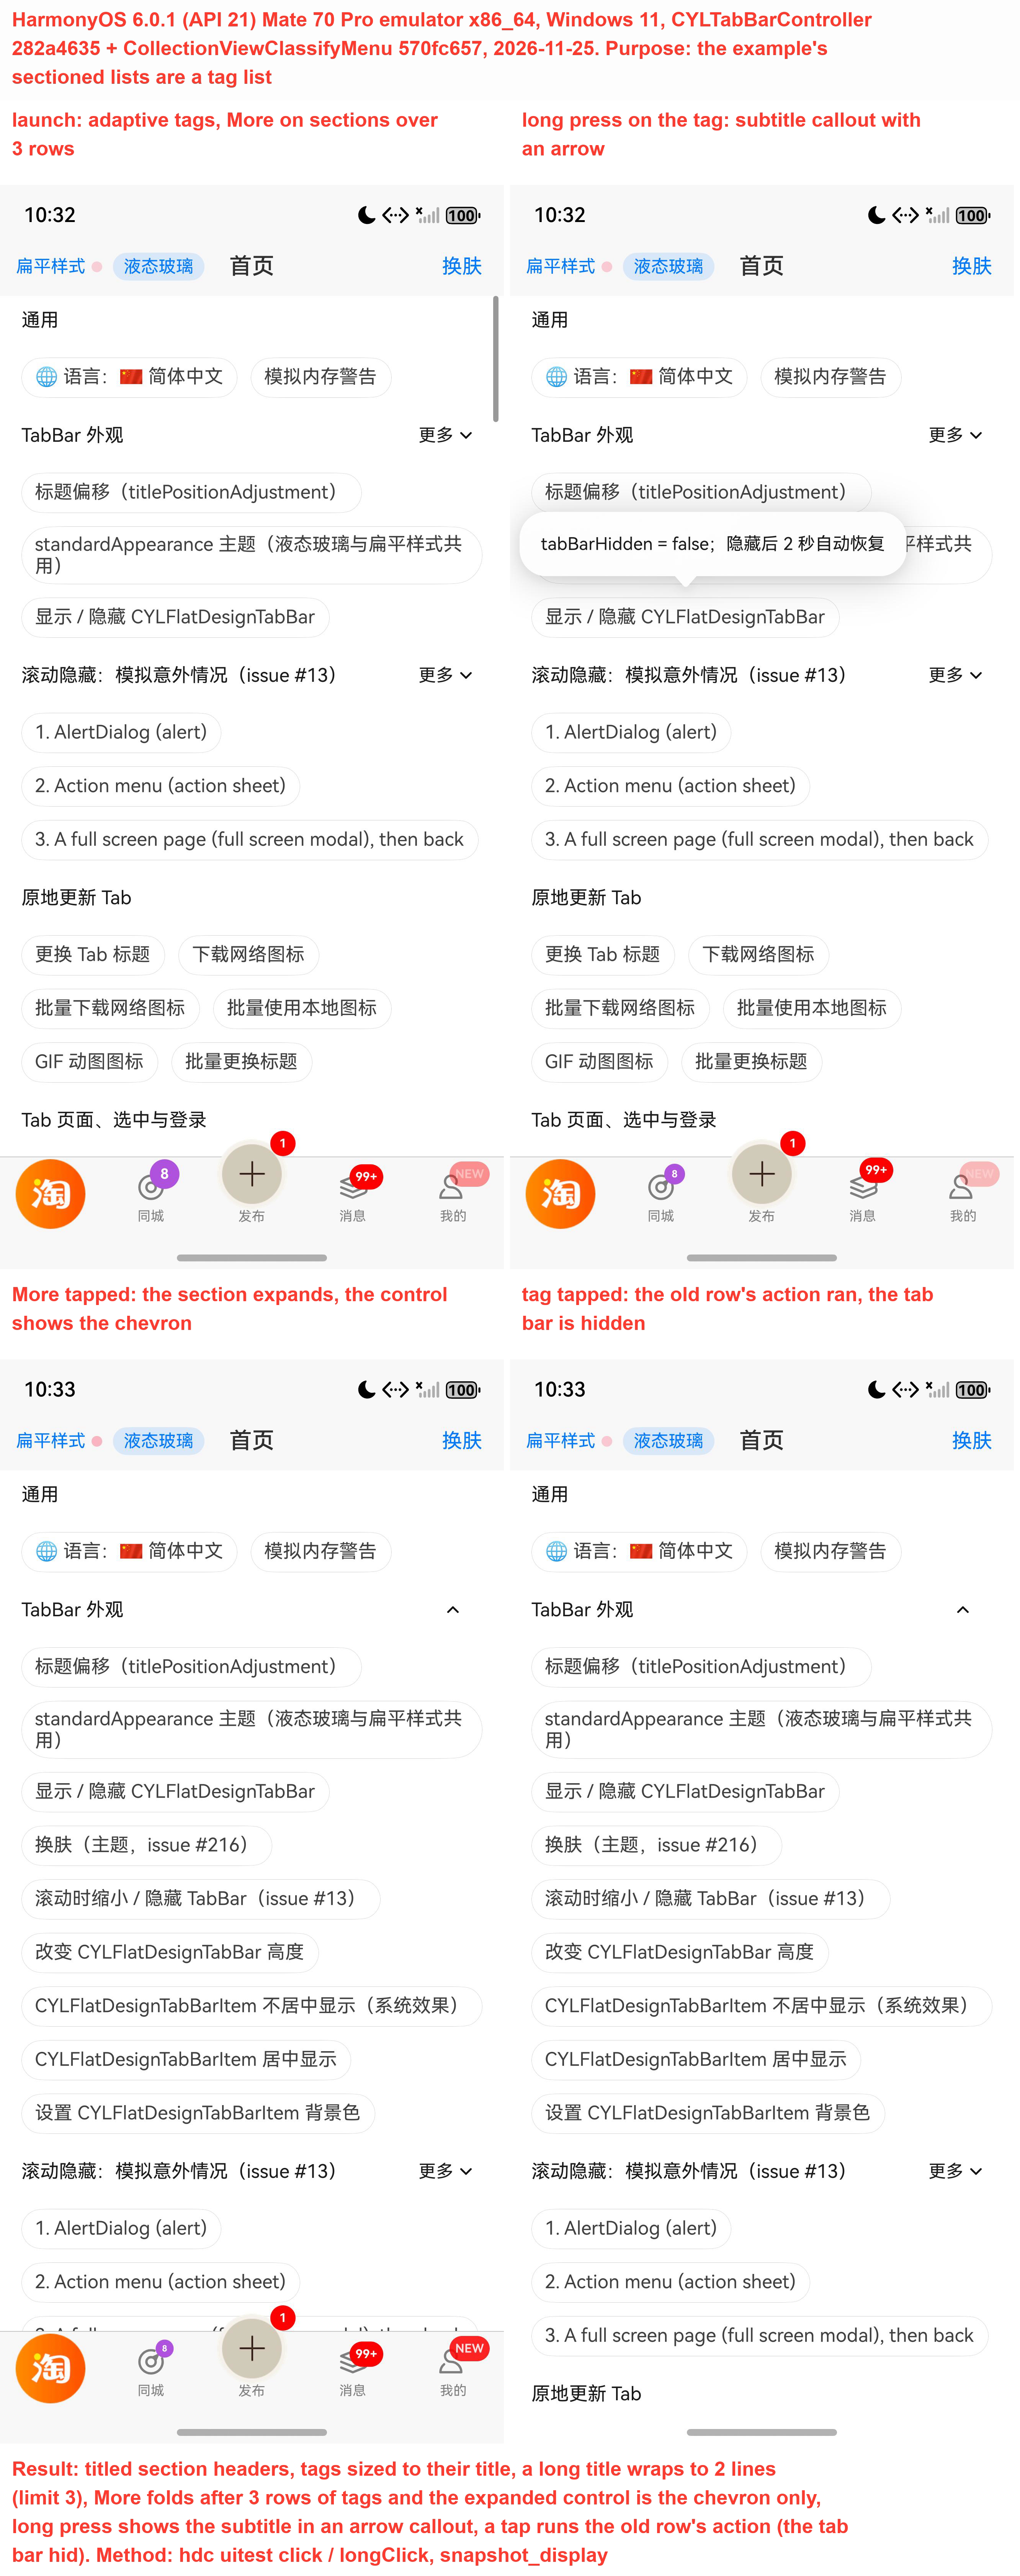 HarmonyOS 6.0.1 (API 21) Mate 70 Pro emulator x86_64, Windows 11, CYLTabBarController
282a4635 + CollectionViewClassifyMenu 570fc657, 2026-11-25. Purpose: the example's
sectioned lists are a tag list
launch: adaptive tags, More on sections over
3 rows
10:32
100
扁平样式
液态玻璃
首页
换肤
通用
语言：
简体中文
模拟内存警告
TabBar 外观
更多
标题偏移（titlePositionAdjustment）
standardAppearance 主题（液态玻璃与扁平样式共
用）
显示 / 隐藏 CYLFlatDesignTabBar
滚动隐藏：模拟意外情况（issue #13）
更多
1. AlertDialog (alert)
2. Action menu (action sheet)
3. A full screen page (full screen modal), then back
原地更新 Tab
更换 Tab 标题
下载网络图标
批量下载网络图标
批量使用本地图标
GIF 动图图标
批量更换标题
Tab 页面、选中与登录
淘
8
同城
1
发布
99+
消息
NEW
我的
long press on the tag: subtitle callout with
an arrow
10:32
100
扁平样式
液态玻璃
首页
换肤
通用
语言：
简体中文
模拟内存警告
TabBar 外观
更多
标题偏移（titlePositionAdjustment）
tabBarHidden = false；隐藏后 2 秒自动恢复
平样式共
显示 / 隐藏 CYLFlatDesignTabBar
滚动隐藏：模拟意外情况（issue #13）
更多
1. AlertDialog (alert)
2. Action menu (action sheet)
3. A full screen page (full screen modal), then back
原地更新 Tab
更换 Tab 标题
下载网络图标
批量下载网络图标
批量使用本地图标
GIF 动图图标
批量更换标题
Tab 页面、选中与登录
淘
8
同城
1
发布
99+
消息
NEW
我的
More tapped: the section expands, the control
shows the chevron
10:33
100
扁平样式
液态玻璃
首页
换肤
通用
语言：
简体中文
模拟内存警告
TabBar 外观
标题偏移（titlePositionAdjustment）
standardAppearance 主题（液态玻璃与扁平样式共
用）
显示 / 隐藏 CYLFlatDesignTabBar
换肤（主题，issue #216）
滚动时缩小 / 隐藏 TabBar（issue #13）
改变 CYLFlatDesignTabBar 高度
CYLFlatDesignTabBarItem 不居中显示（系统效果）
CYLFlatDesignTabBarItem 居中显示
设置 CYLFlatDesignTabBarItem 背景色
滚动隐藏：模拟意外情况（issue #13）
更多
1. AlertDialog (alert)
2. Action menu (action sheet)
淘
8
同城
1
发布
99+
消息
NEW
我的
tag tapped: the old row's action ran, the tab
bar is hidden
10:33
100
扁平样式
液态玻璃
首页
换肤
通用
语言：
简体中文
模拟内存警告
TabBar 外观
标题偏移（titlePositionAdjustment）
standardAppearance 主题（液态玻璃与扁平样式共
用）
显示 / 隐藏 CYLFlatDesignTabBar
换肤（主题，issue #216）
滚动时缩小 / 隐藏 TabBar（issue #13）
改变 CYLFlatDesignTabBar 高度
CYLFlatDesignTabBarItem 不居中显示（系统效果）
CYLFlatDesignTabBarItem 居中显示
设置 CYLFlatDesignTabBarItem 背景色
滚动隐藏：模拟意外情况（issue #13）
更多
1. AlertDialog (alert)
2. Action menu (action sheet)
3. A full screen page (full screen modal), then back
原地更新 Tab
Result: titled section headers, tags sized to their title, a long title wraps to 2 lines
(limit 3), More folds after 3 rows of tags and the expanded control is the chevron only,
long press shows the subtitle in an arrow callout, a tap runs the old row's action (the tab
bar hid). Method: hdc uitest click / longClick, snapshot_display